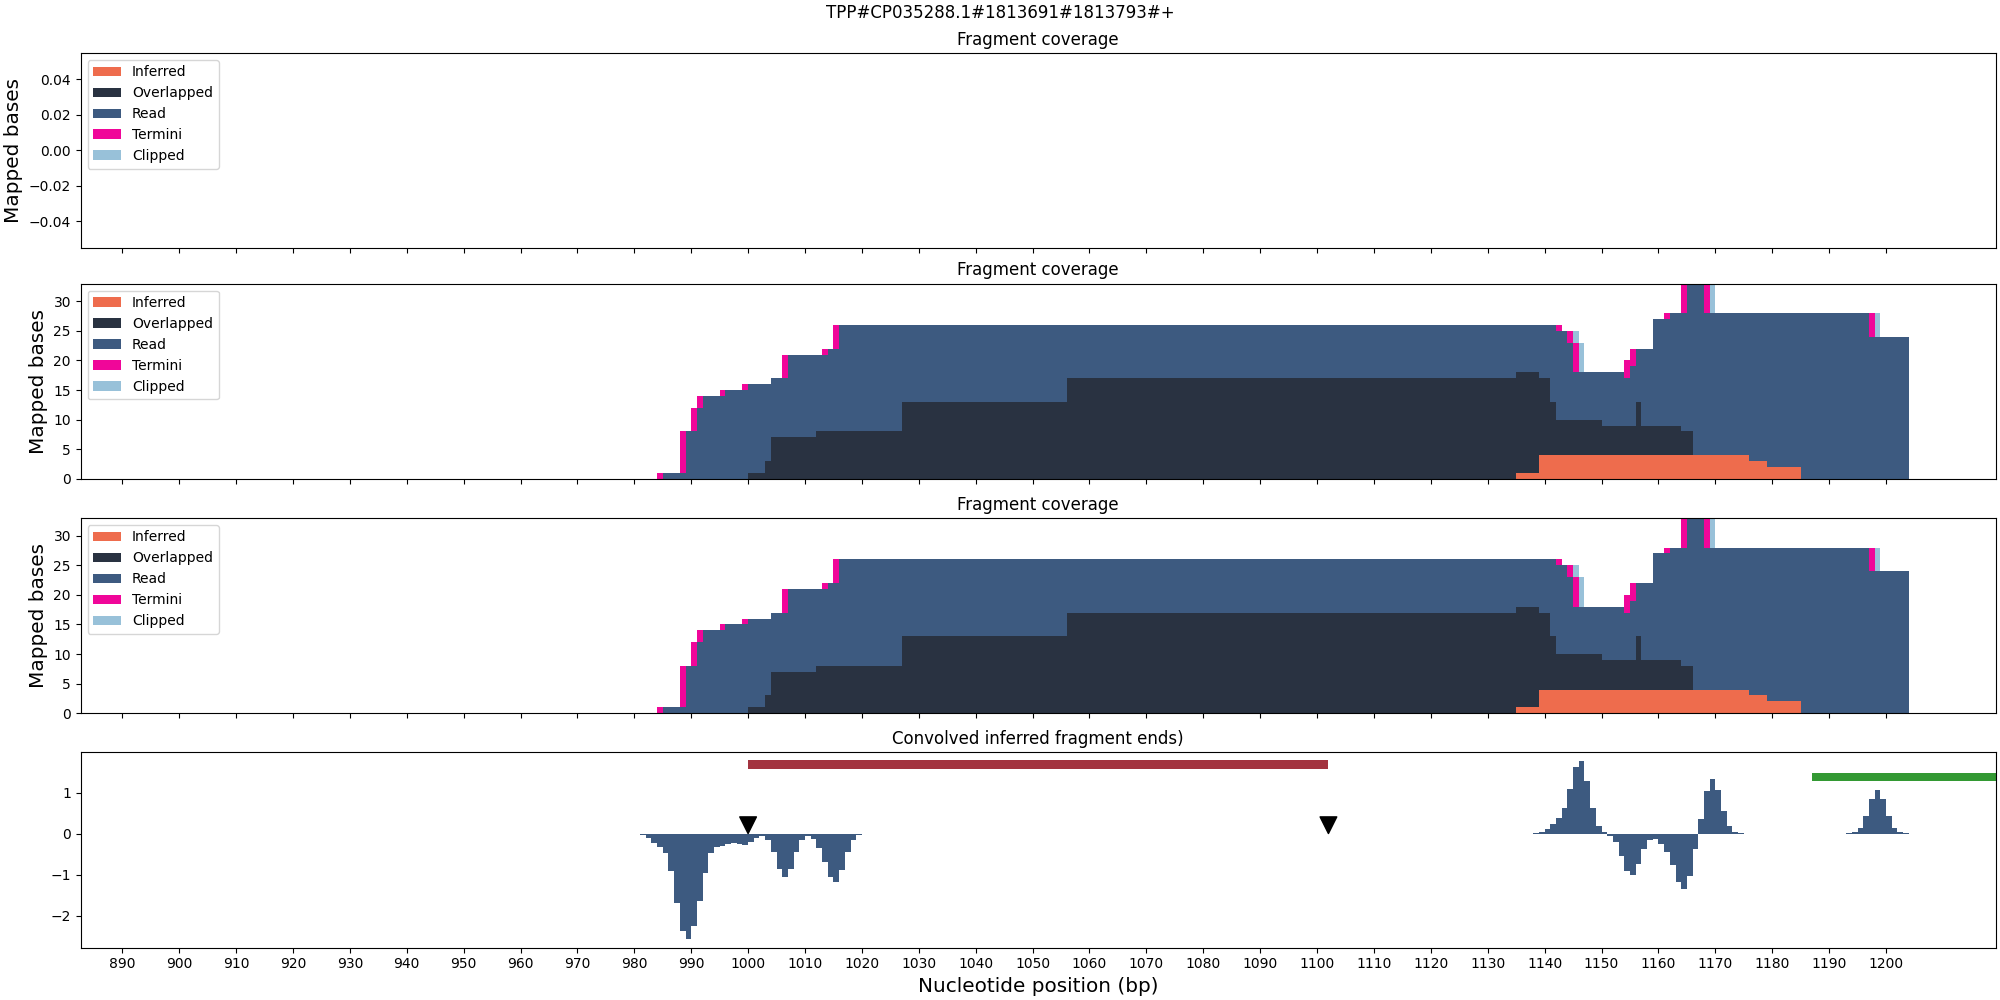 TPP#CP035288.1#1813691#1813793#+
Fragment coverage
Mapped bases
0.04
0.02
0.00
−0.02
−0.04
Inferred
Overlapped
Read
Termini
Clipped
Fragment coverage
Mapped bases
30
25
20
15
10
5
0
Inferred
Overlapped
Read
Termini
Clipped
Fragment coverage
Mapped bases
30
25
20
15
10
5
0
Inferred
Overlapped
Read
Termini
Clipped
Convolved inferred fragment ends)
1
0
−1
−2
890 900 910 920 930 940 950 960 970 980 990 1000 1010 1020 1030 1040 1050 1060 1070 1080 1090 1100 1110 1120 1130 1140 1150 1160 1170 1180 1190 1200
Nucleotide position (bp)